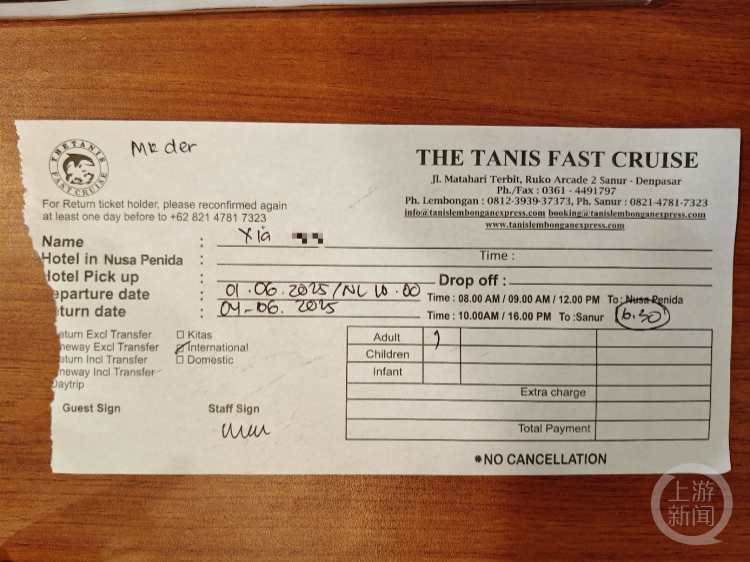 THE TANIS
FAST CRUISE
Mr der
THE TANIS FAST CRUISE
Jl. Matahari Terbit, Ruko Arcade 2 Sanur - Denpasar
Ph./Fax : 0361 - 4491797
Ph. Lembongan : 0812-3939-37373, Ph. Sanur : 0821-4781-7323
info@tanislembonganexpress.com booking@tanislembonganexpress.com
www.tanislembonganexpress.com
For Return ticket holder, please reconfirmed again
at least one day before to +62 821 4781 7323
Name : Xia
Hotel in Nusa Penida : Time :
Hotel Pick up : Drop off :
eparture date : 01.06.2025/NL 10.00 Time : 08.00 AM / 09.00 AM / 12.00 PM To : Nusa Penida
eturn date : 04-06.2025 Time : 10.00AM / 16.00 PM To :Sanur 6.30
eturn Excl Transfer □ Kitas
neway Excl Transfer International
eturn Incl Transfer □ Domestic
neway Incl Transfer
Daytrip
Adult 1
Children
Infant
Extra charge
Total Payment
Guest Sign Staff Sign
*NO CANCELLATION
上游新闻